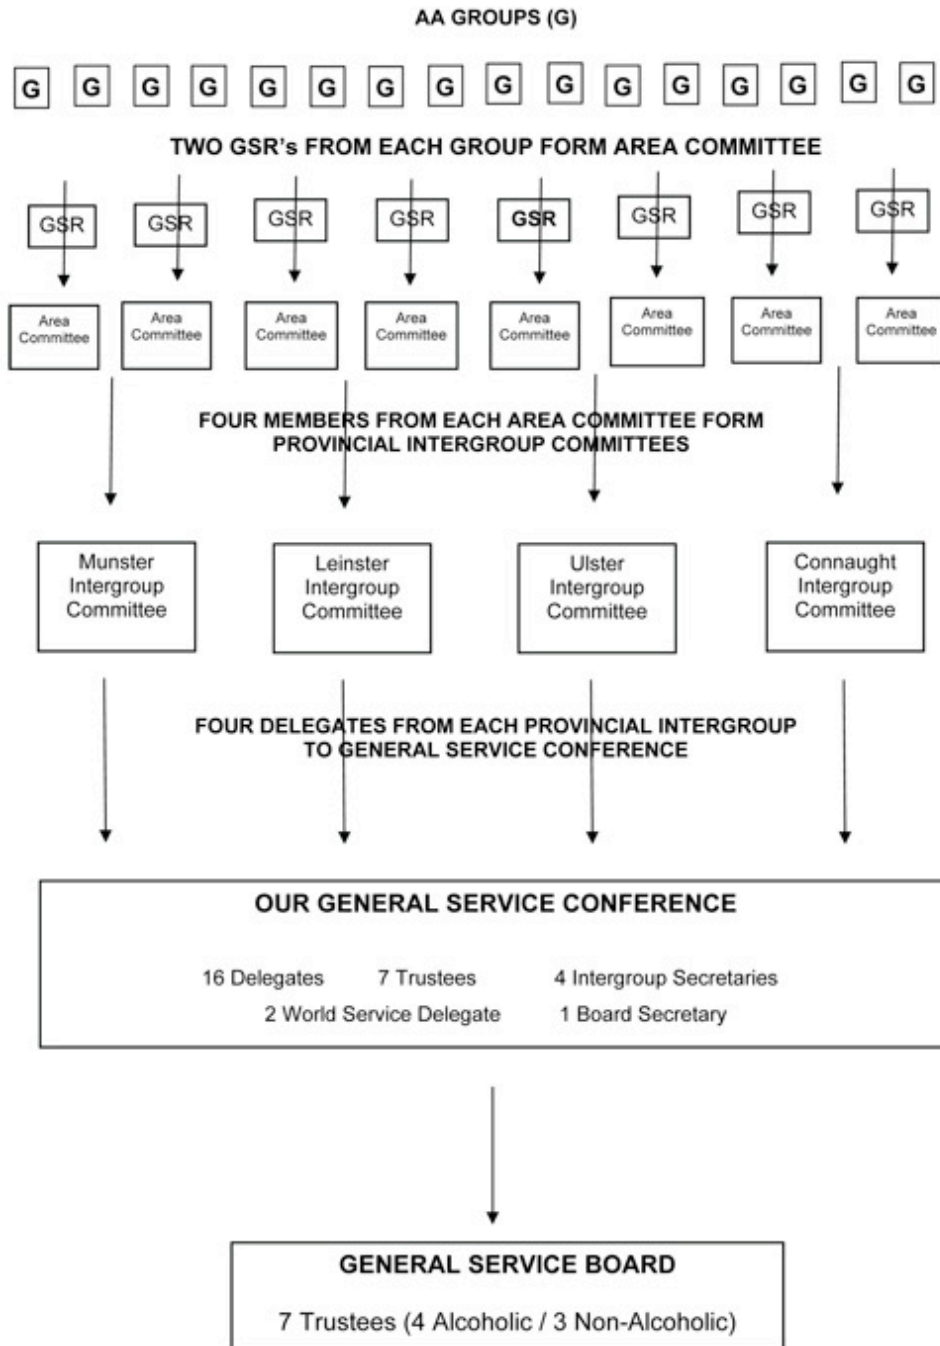 AA GROUPS (G)
G G G G G G G G G G G G G G G G
TWO GSR's FROM EACH GROUP FORM AREA COMMITTEE
GSR GSR GSR GSR GSR GSR GSR GSR
Area Area Area Area Area Area Area Area
Committee Committee Committee Committee Committee Committee Committee Committee
FOUR MEMBERS FROM EACH AREA COMMITTEE FORM
PROVINCIAL INTERGROUP COMMITTEES
Munster
Intergroup
Committee
Leinster
Intergroup
Committee
Ulster
Intergroup
Committee
Connaught
Intergroup
Committee
FOUR DELEGATES FROM EACH PROVINCIAL INTERGROUP
TO GENERAL SERVICE CONFERENCE
OUR GENERAL SERVICE CONFERENCE
16 Delegates 7 Trustees 4 Intergroup Secretaries
2 World Service Delegate 1 Board Secretary
GENERAL SERVICE BOARD
7 Trustees (4 Alcoholic / 3 Non-Alcoholic)